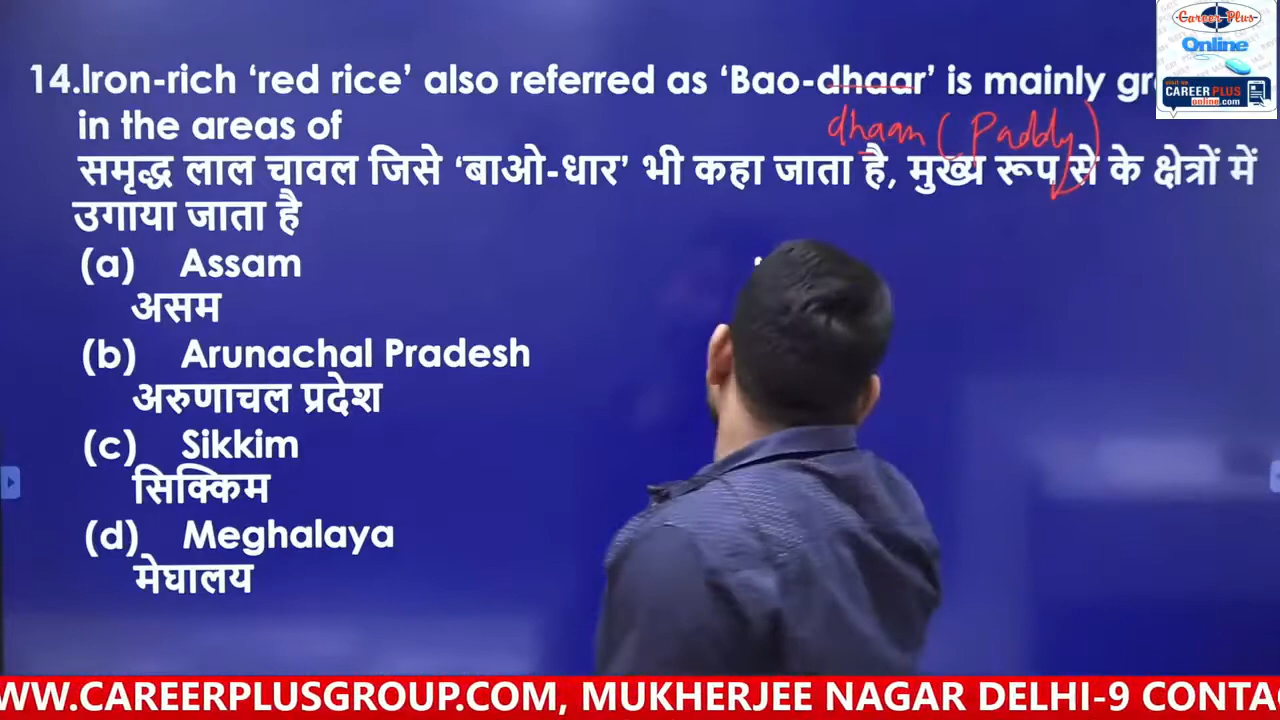 14.Iron-rich ‘red rice’ also referred as ‘Bao-dhaar’ is mainly
in the areas of
dhaan (Paddy)
समृद्ध लाल चावल जिसे ‘बाओ-धार’ भी कहा जाता है, मुख्य रूप से के क्षेत्रों में
उगाया जाता है
(a) Assam
असम
(b) Arunachal Pradesh
अरुणाचल प्रदेश
(c) Sikkim
सिक्किम
(d) Meghalaya
मेघालय
Career Plus
Online
CAREER PLUS
online.com
WWW.CAREERPLUSGROUP.COM, MUKHERJEE NAGAR DELHI-9